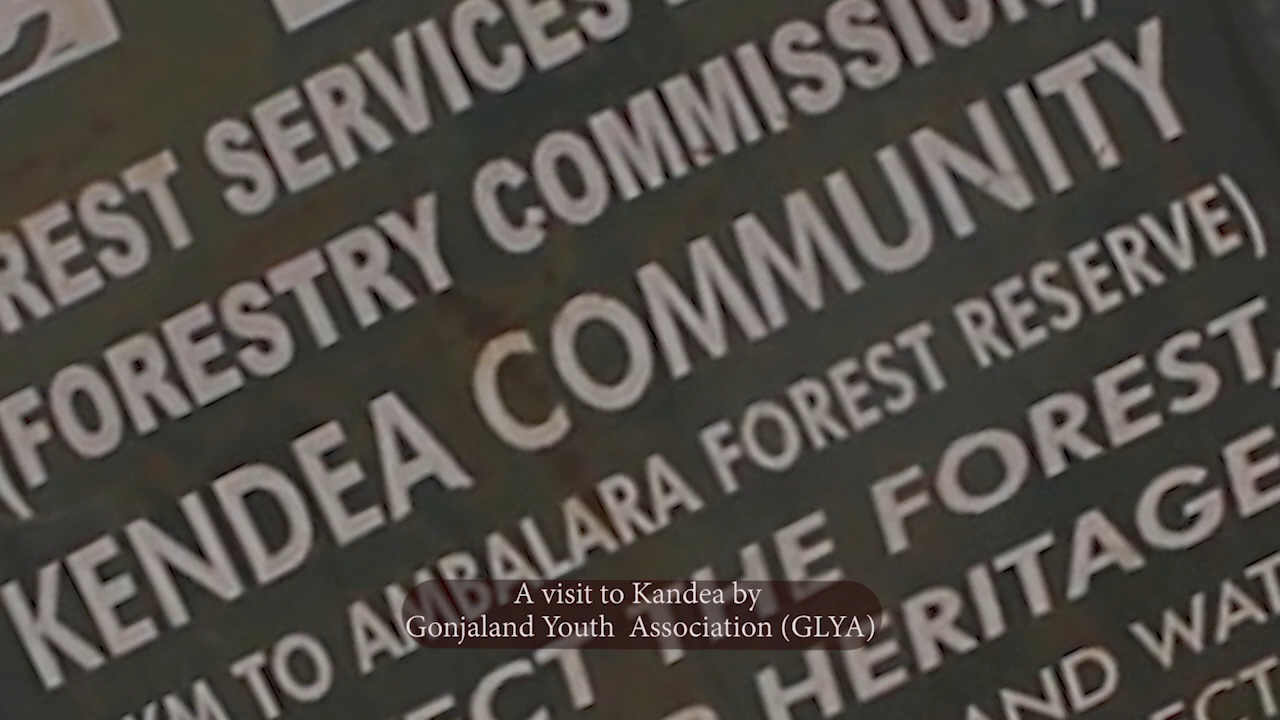 REST SERVICES
(FORESTRY COMMISSION)
KENDEA COMMUNITY
KM TO AMBALARA FOREST RESERVE)
THE FOREST,
HERITAGE
AND
A visit to Kandea by
Gonjaland Youth Association (GLYA)